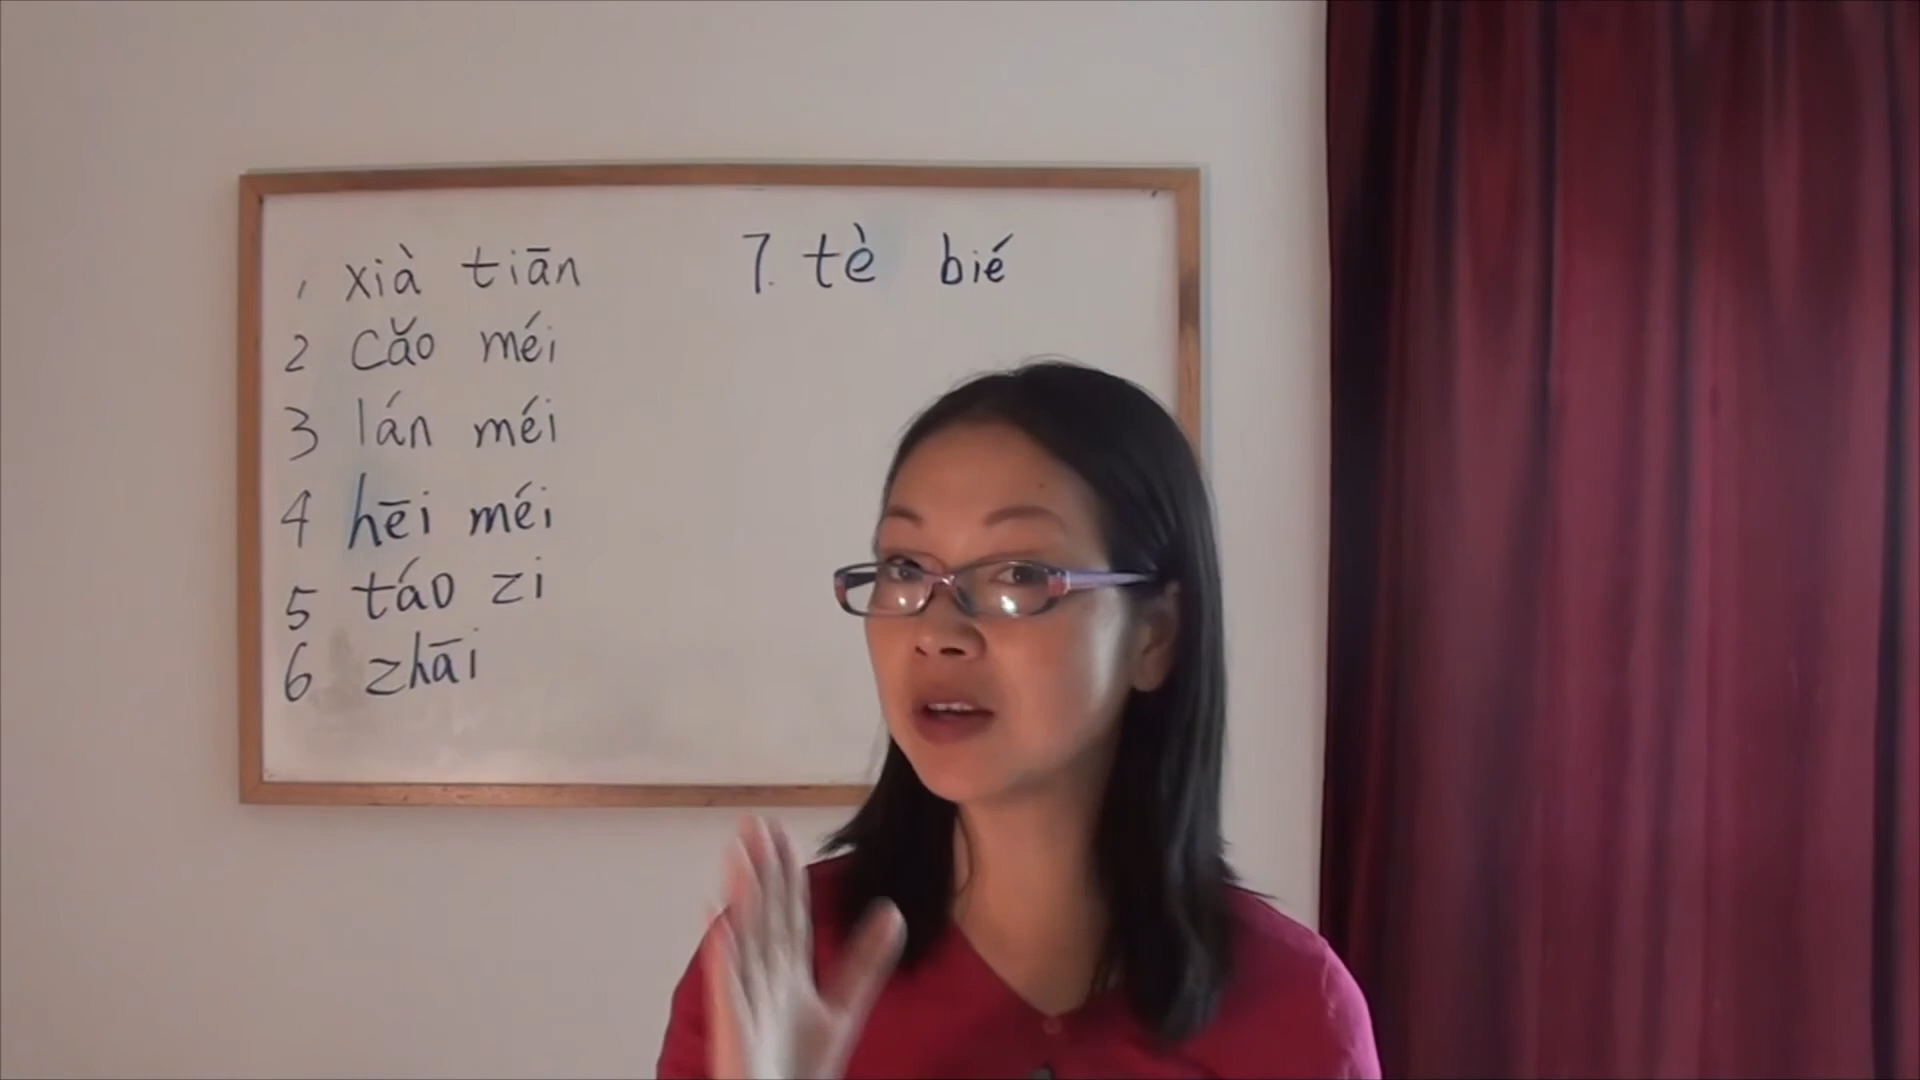 1 xià tiān
2 cǎo méi
3 lán méi
4 hēi méi
5 táo zi
6 zhāi
7. tè bié